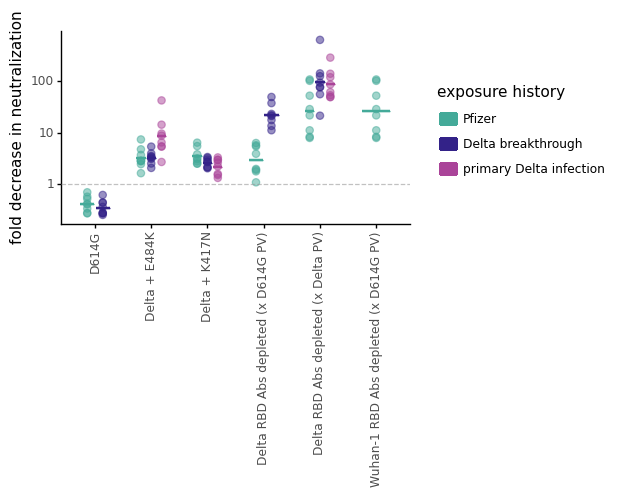 fold decrease in neutralization
100
10
1
D614G
Delta + E484K
Delta + K417N
Delta RBD Abs depleted (x D614G PV)
Delta RBD Abs depleted (x Delta PV)
Wuhan-1 RBD Abs depleted (x D614G PV)
exposure history
Pfizer
Delta breakthrough
primary Delta infection